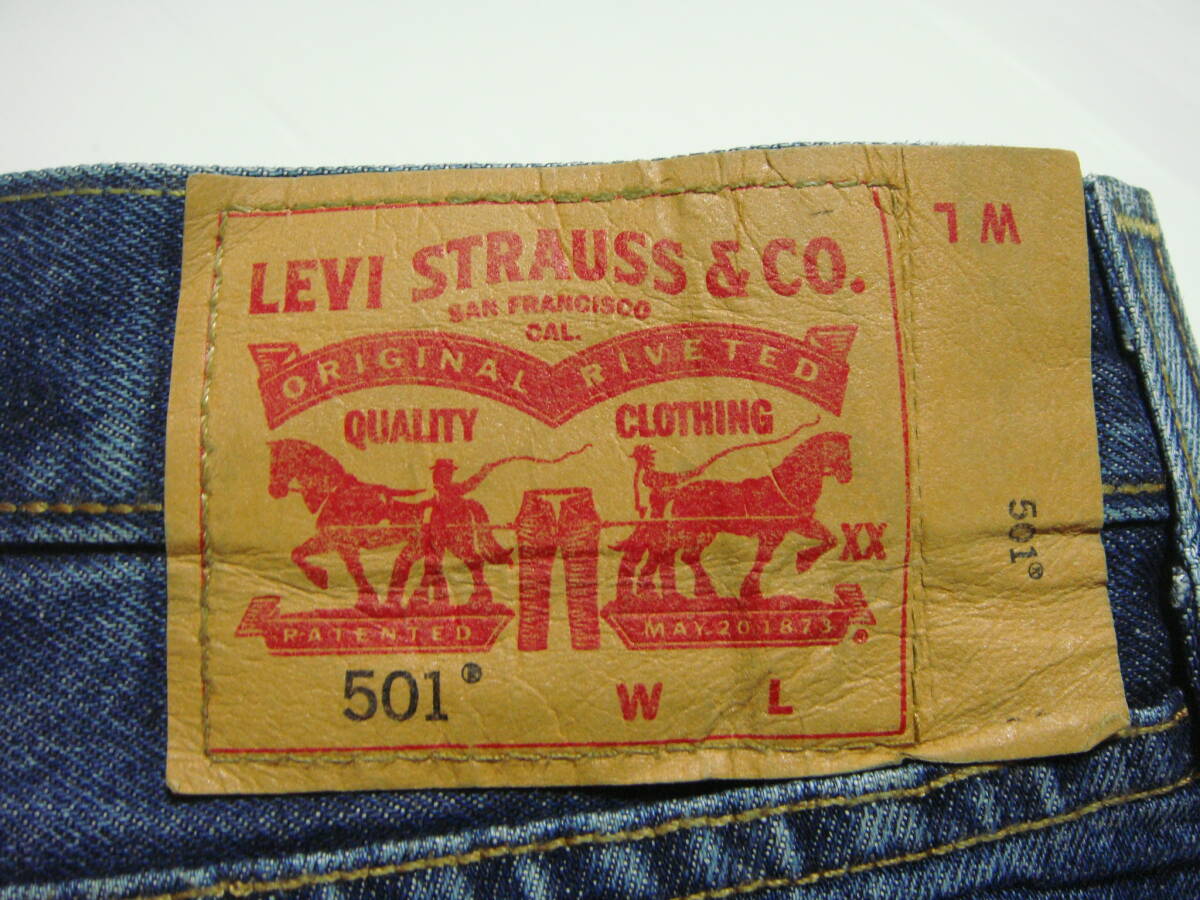 LEVI STRAUSS & CO.
SAN FRANCISCO
CAL.
ORIGINAL RIVETED
QUALITY CLOTHING
XX
PATENTED MAY 20 1873
501® W L
W L
501®